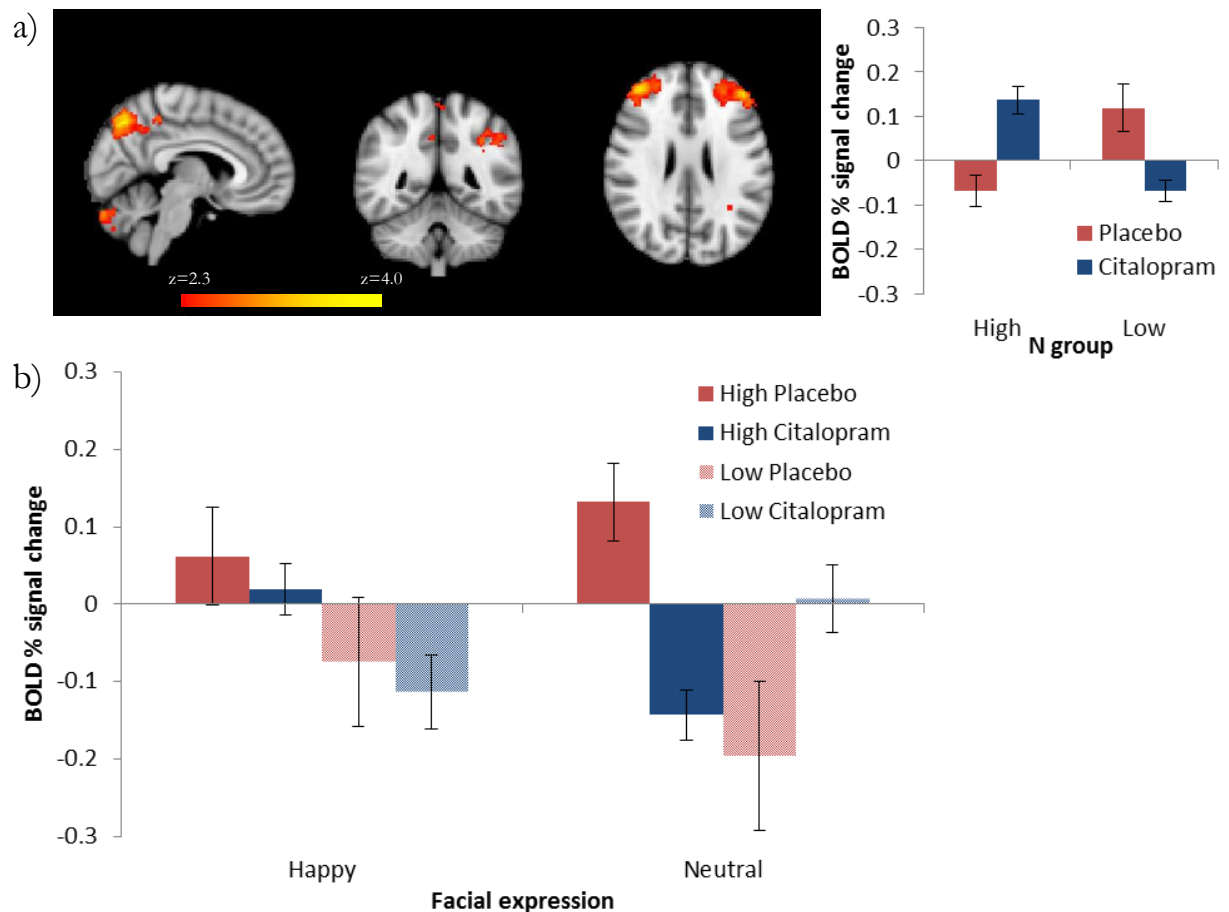 a)
z=2.3 z=4.0
0.3
0.2
0.1
0
-0.1
-0.2
-0.3
BOLD % signal change
Placebo
Citalopram
High Low
N group
b)
0.3
0.2
0.1
0
-0.1
-0.2
-0.3
BOLD % signal change
High Placebo
High Citalopram
Low Placebo
Low Citalopram
Happy Neutral
Facial expression